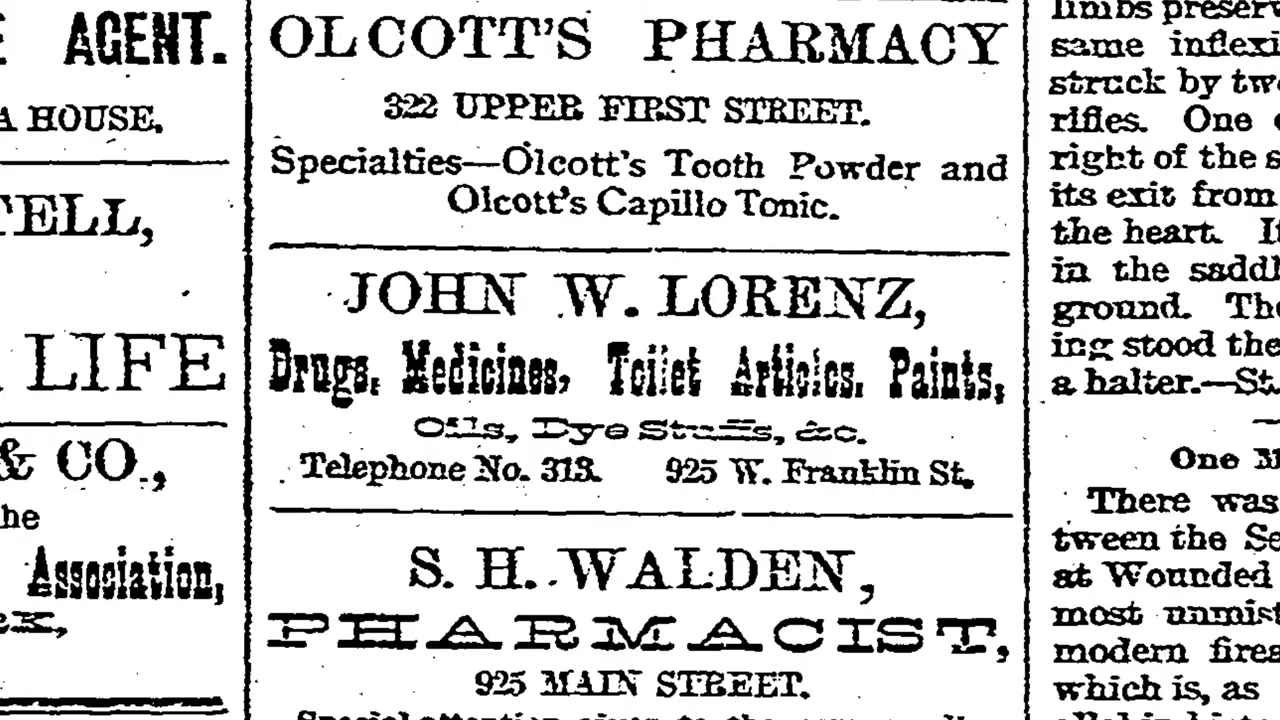 AGENT.
A HOUSE.
TELL,
LIFE
& CO.,
Association,
OLCOTT'S PHARMACY
322 UPPER FIRST STREET.
Specialties—Olcott's Tooth Powder and
Olcott's Capillo Tonic.
JOHN W. LORENZ,
Drugs, Medicines, Toilet Articles, Paints,
Oils, Dye Stuffs, &c.
Telephone No. 313. 925 W. Franklin St.
S. H. WALDEN,
PHARMACIST,
925 MAIN STREET.
limbs preserv
same inflexi
struck by tw
rifles. One
right of the s
its exit from
the heart. I
in the saddl
ground. The
ing stood the
a halter.—St.
One M
There was
tween the Se
at Wounded
most unmist
modern firea
which is, as